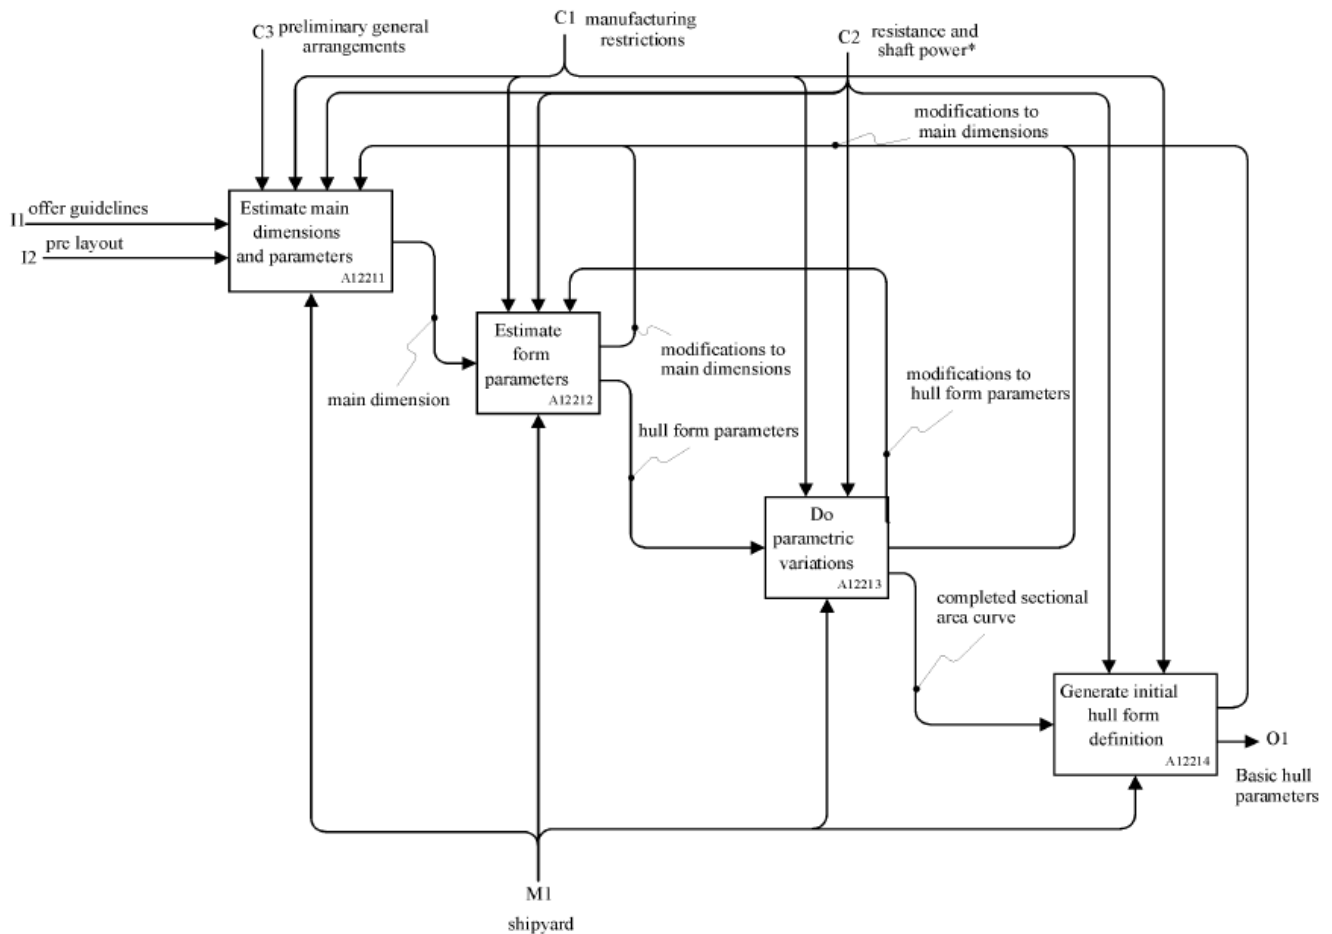 C3 preliminary general
arrangements
C1 manufacturing
restrictions
C2 resistance and
shaft power*
modifications to
main dimensions
I1 offer guidelines
I2 pre layout
Estimate main
dimensions
and parameters
A12211
main dimension
Estimate
form
parameters
A12212
modifications to
main dimensions
hull form parameters
modifications to
hull form parameters
Do
parametric
variations
A12213
completed sectional
area curve
Generate initial
hull form
definition
A12214
O1
Basic hull
parameters
M1
shipyard